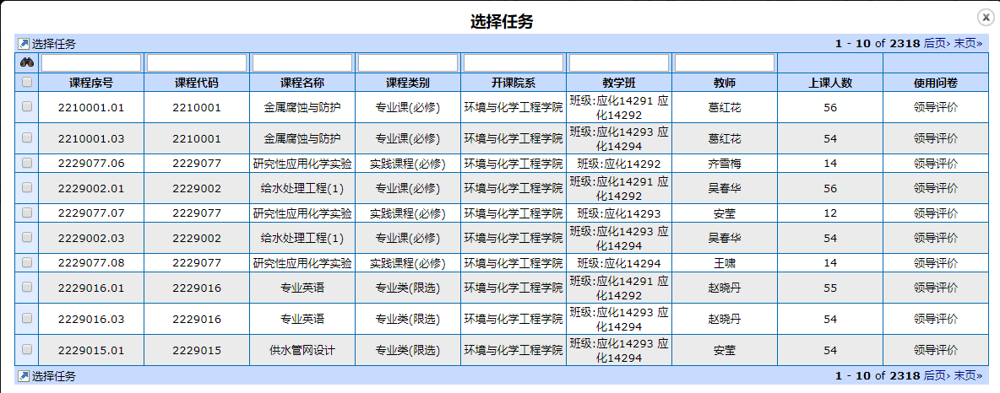 选择任务
选择任务 1 - 10 of 2318 后页› 末页»
课程序号 课程代码 课程名称 课程类别 开课院系 教学班 教师 上课人数 使用问卷
2210001.01 2210001 金属腐蚀与防护 专业课(必修) 环境与化学工程学院 班级:应化14291 应化14292 葛红花 56 领导评价
2210001.03 2210001 金属腐蚀与防护 专业课(必修) 环境与化学工程学院 班级:应化14293 应化14294 葛红花 54 领导评价
2229077.06 2229077 研究性应用化学实验 实践课程(必修) 环境与化学工程学院 班级:应化14292 齐雪梅 14 领导评价
2229002.01 2229002 给水处理工程(1) 专业课(必修) 环境与化学工程学院 班级:应化14291 应化14292 吴春华 56 领导评价
2229077.07 2229077 研究性应用化学实验 实践课程(必修) 环境与化学工程学院 班级:应化14293 安莹 12 领导评价
2229002.03 2229002 给水处理工程(1) 专业课(必修) 环境与化学工程学院 班级:应化14293 应化14294 吴春华 54 领导评价
2229077.08 2229077 研究性应用化学实验 实践课程(必修) 环境与化学工程学院 班级:应化14294 王啸 14 领导评价
2229016.01 2229016 专业英语 专业类(限选) 环境与化学工程学院 班级:应化14291 应化14292 赵晓丹 55 领导评价
2229016.03 2229016 专业英语 专业类(限选) 环境与化学工程学院 班级:应化14293 应化14294 赵晓丹 54 领导评价
2229015.01 2229015 供水管网设计 专业类(限选) 环境与化学工程学院 班级:应化14293 应化14294 安莹 54 领导评价
选择任务 1 - 10 of 2318 后页› 末页»